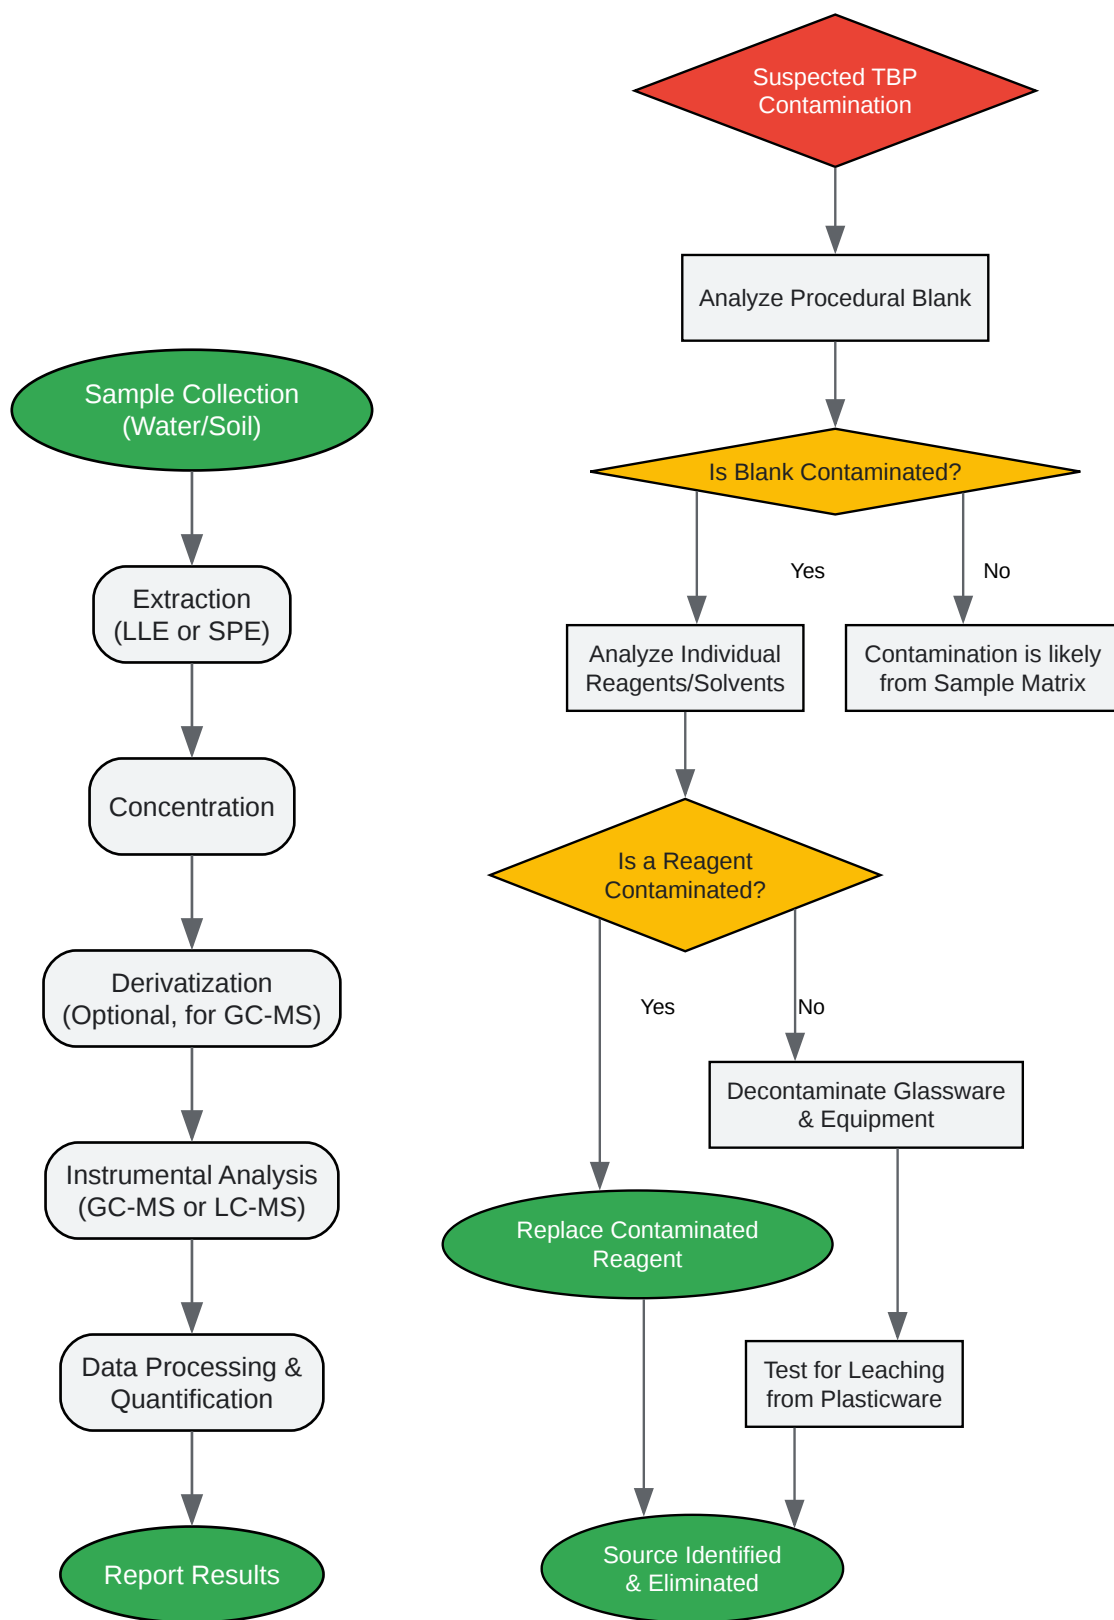 Sample Collection
(Water/Soil)
Extraction
(LLE or SPE)
Concentration
Derivatization
(Optional, for GC-MS)
Instrumental Analysis
(GC-MS or LC-MS)
Data Processing &
Quantification
Report Results
Suspected TBP
Contamination
Analyze Procedural Blank
Is Blank Contaminated?
Yes
No
Analyze Individual
Reagents/Solvents
Contamination is likely
from Sample Matrix
Is a Reagent
Contaminated?
Yes
No
Decontaminate Glassware
& Equipment
Replace Contaminated
Reagent
Test for Leaching
from Plasticware
Source Identified
& Eliminated